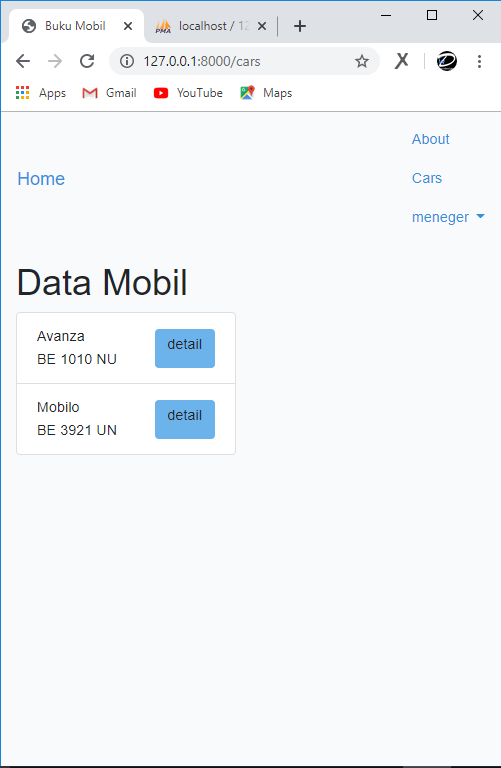 Buku Mobil
localhost / 12
127.0.0.1:8000/cars
Apps
Gmail
YouTube
Maps
About
Home
Cars
meneger
Data Mobil
Avanza
BE 1010 NU
detail
Mobilo
BE 3921 UN
detail